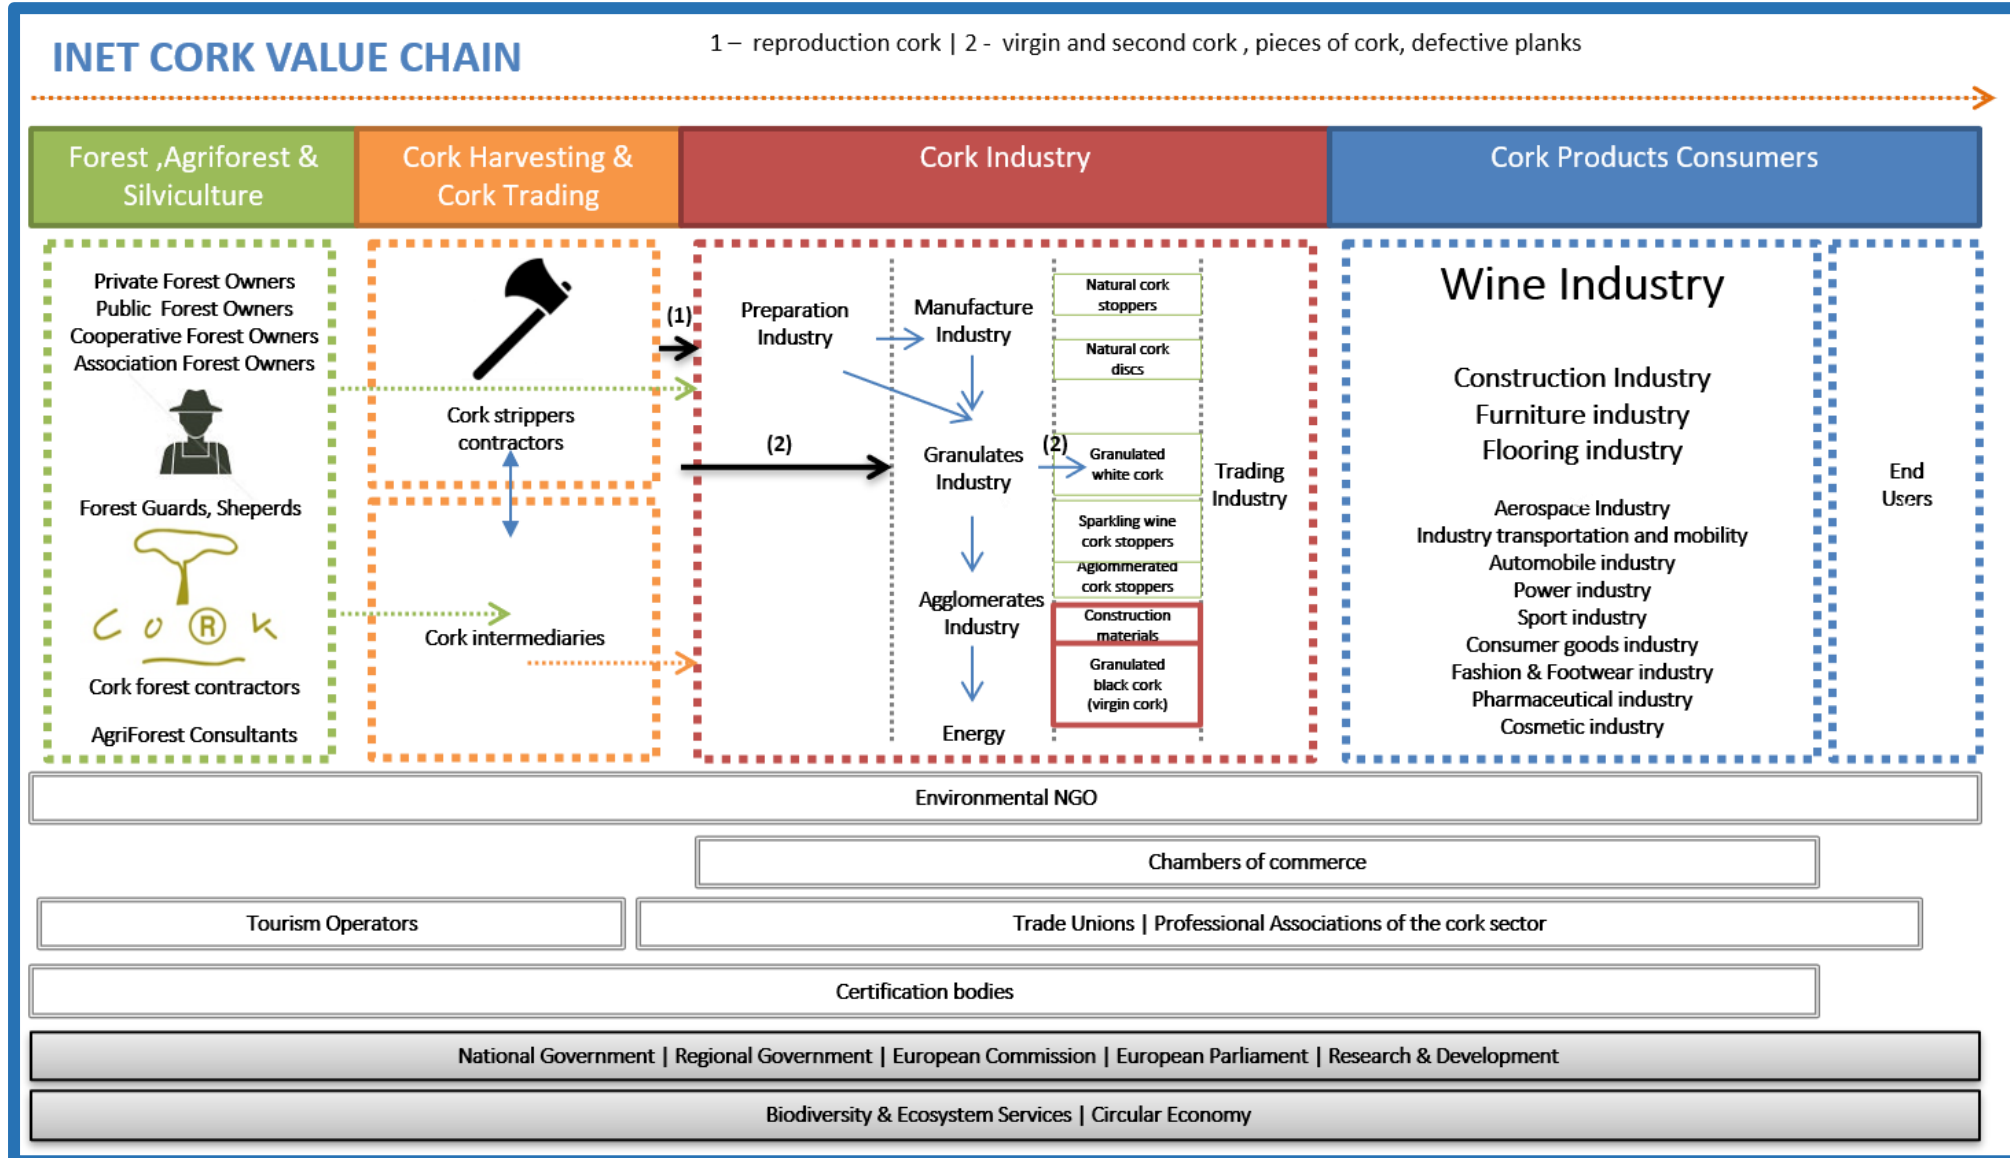 INET CORK VALUE CHAIN
1 – reproduction cork | 2 - virgin and second cork , pieces of cork, defective planks
Forest ,Agriforest &
Silviculture
Cork Harvesting &
Cork Trading
Cork Industry
Cork Products Consumers
Private Forest Owners
Public Forest Owners
Cooperative Forest Owners
Association Forest Owners
Forest Guards, Sheperds
CoRk
Cork forest contractors
AgriForest Consultants
Cork strippers
contractors
Cork intermediaries
(1)
(2)
Preparation
Industry
Manufacture
Industry
Granulates
Industry
(2)
Agglomerates
Industry
Energy
Natural cork
stoppers
Natural cork
discs
Granulated
white cork
Sparkling wine
cork stoppers
Aglommerated
cork stoppers
Construction
materials
Granulated
black cork
(virgin cork)
Trading
Industry
Wine Industry
Construction Industry
Furniture industry
Flooring industry
Aerospace Industry
Industry transportation and mobility
Automobile industry
Power industry
Sport industry
Consumer goods industry
Fashion & Footwear industry
Pharmaceutical industry
Cosmetic industry
End
Users
Environmental NGO
Chambers of commerce
Tourism Operators
Trade Unions | Professional Associations of the cork sector
Certification bodies
National Government | Regional Government | European Commission | European Parliament | Research & Development
Biodiversity & Ecosystem Services | Circular Economy